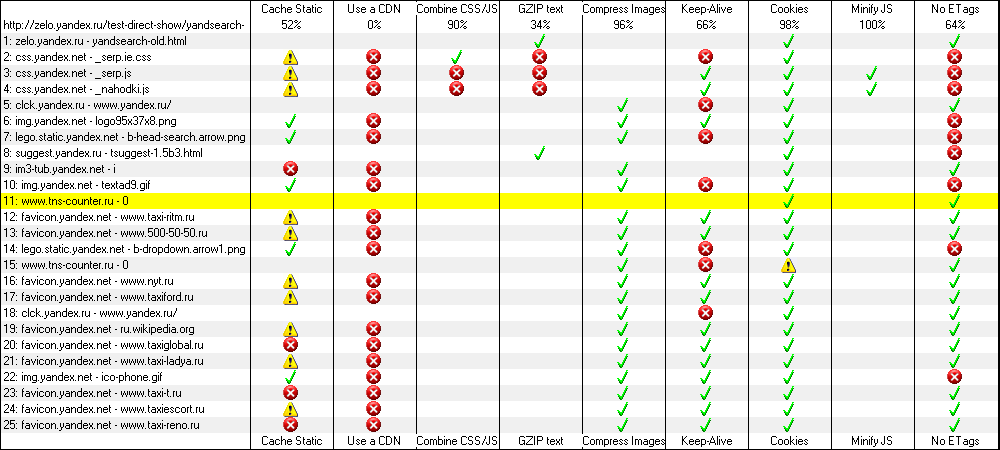 Cache Static Use a CDN Combine CSS/JS GZIP text Compress Images Keep-Alive Cookies Minify JS No ETags
http://zelo.yandex.ru/test-direct-show/yandsearch- 52% 0% 90% 34% 96% 66% 98% 100% 64%
1: zelo.yandex.ru - yandsearch-old.html
2: css.yandex.net - _serp.ie.css
3: css.yandex.net - _serp.js
4: css.yandex.net - _nahodki.js
5: clck.yandex.ru - www.yandex.ru/
6: img.yandex.net - logo95x37x8.png
7: lego.static.yandex.net - b-head-search.arrow.png
8: suggest.yandex.ru - tsuggest-1.5b3.html
9: im3-tub.yandex.net - i
10: img.yandex.net - textad9.gif
11: www.tns-counter.ru - 0
12: favicon.yandex.net - www.taxi-ritm.ru
13: favicon.yandex.net - www.500-50-50.ru
14: lego.static.yandex.net - b-dropdown.arrow1.png
15: www.tns-counter.ru - 0
16: favicon.yandex.net - www.nyt.ru
17: favicon.yandex.net - www.taxiford.ru
18: clck.yandex.ru - www.yandex.ru/
19: favicon.yandex.net - ru.wikipedia.org
20: favicon.yandex.net - www.taxiglobal.ru
21: favicon.yandex.net - www.taxi-ladya.ru
22: img.yandex.net - ico-phone.gif
23: favicon.yandex.net - www.taxi-t.ru
24: favicon.yandex.net - www.taxiescort.ru
25: favicon.yandex.net - www.taxi-reno.ru
Cache Static Use a CDN Combine CSS/JS GZIP text Compress Images Keep-Alive Cookies Minify JS No ETags